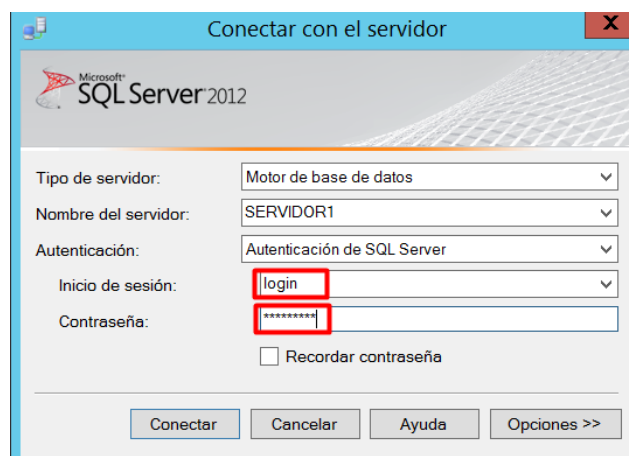 Conectar con el servidor
X
Microsoft
SQL Server 2012
Tipo de servidor: Motor de base de datos
Nombre del servidor: SERVIDOR1
Autenticación: Autenticación de SQL Server
Inicio de sesión: login
Contraseña: *********
Recordar contraseña
Conectar Cancelar Ayuda Opciones >>